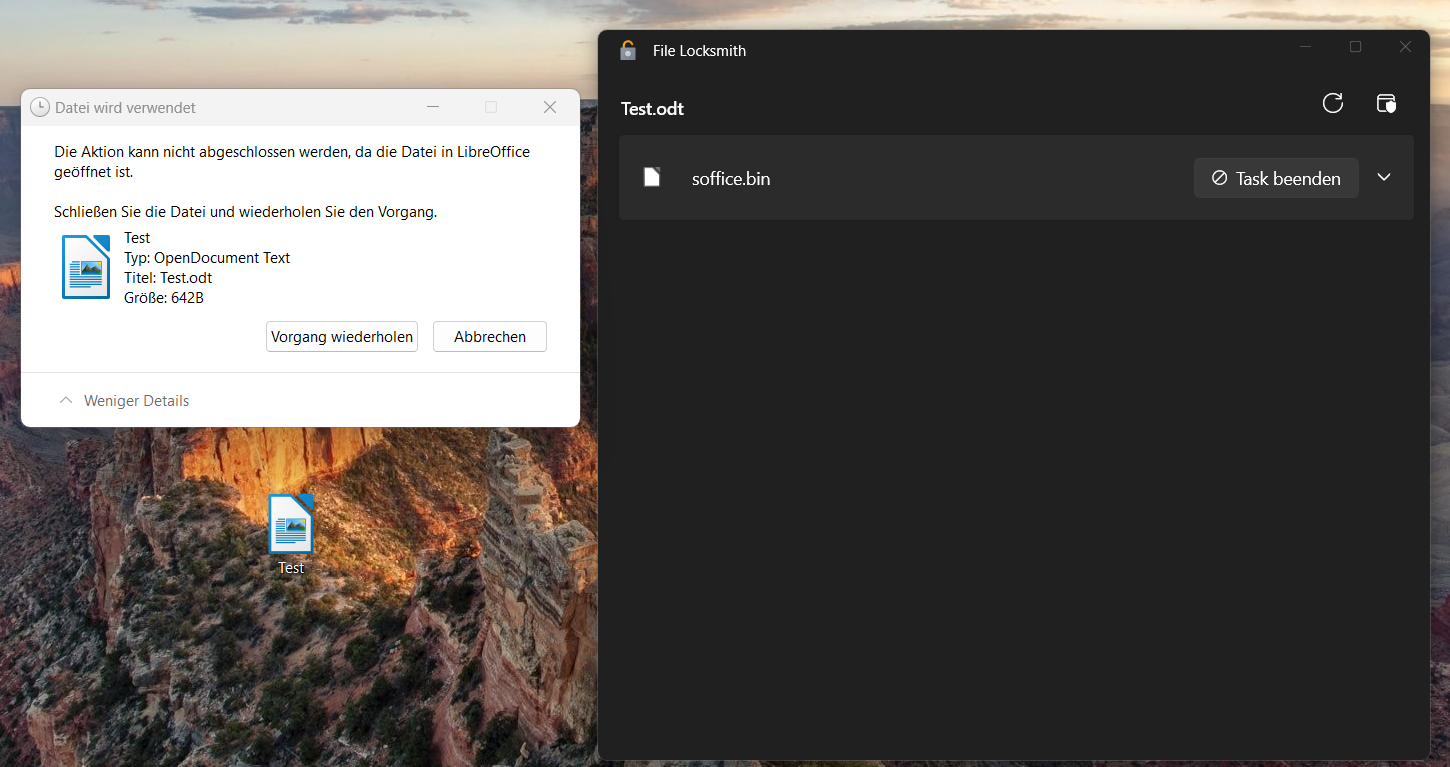 Datei wird verwendet
Die Aktion kann nicht abgeschlossen werden, da die Datei in LibreOffice
geöffnet ist.
Schließen Sie die Datei und wiederholen Sie den Vorgang.
Test
Typ: OpenDocument Text
Titel: Test.odt
Größe: 642B
Vorgang wiederholen
Abbrechen
Weniger Details
Test
File Locksmith
Test.odt
soffice.bin
Task beenden